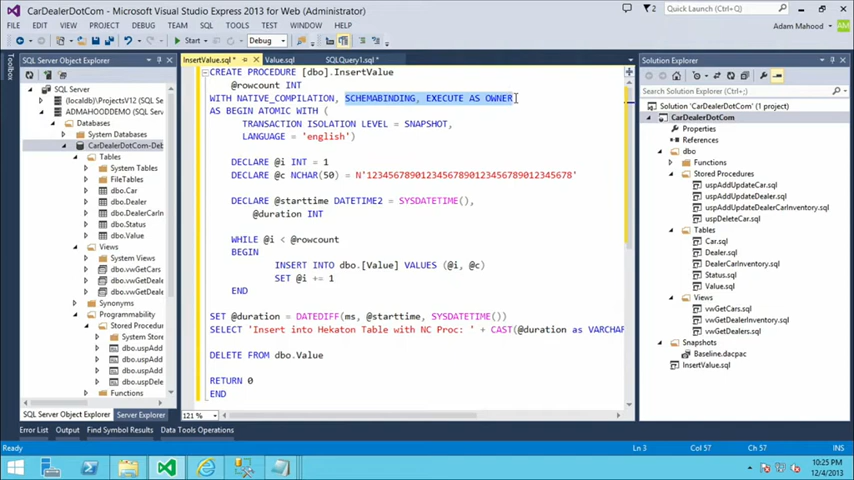 CarDealerDotCom - Microsoft Visual Studio Express 2013 for Web (Administrator)
2
Quick Launch (Ctrl+Q)
FILE EDIT VIEW PROJECT DEBUG TEAM SQL TOOLS TEST WINDOW HELP
Adam Mahood
Start
Debug
Toolbox
SQL Server Object Explorer
SQL Server
(localdb)\ProjectsV12
ADMAHOODDEMO
Databases
System Databases
CarDealerDotCom-Deb
Tables
System Tables
FileTables
dbo.Car
dbo.Dealer
dbo.DealerCarIn
dbo.Status
dbo.Value
Views
dbo.vwGetCars
dbo.vwGetDeale
dbo.vwGetDeale
Synonyms
Programmability
Stored Procedure
System Store
dbo.uspAdd
dbo.uspAdd
dbo.uspAdd
dbo.uspDele
Functions
SQL Server Object Explorer
Server Explorer
InsertValue.sql*
Value.sql
SQLQuery1.sql *
CREATE PROCEDURE [dbo].InsertValue
@rowcount INT
WITH NATIVE_COMPILATION, SCHEMABINDING, EXECUTE AS OWNER
AS BEGIN ATOMIC WITH (
TRANSACTION ISOLATION LEVEL = SNAPSHOT,
LANGUAGE = 'english')
DECLARE @i INT = 1
DECLARE @c NCHAR(50) = N'12345678901234567890123456789012345678'
DECLARE @starttime DATETIME2 = SYSDATETIME(),
@duration INT
WHILE @i < @rowcount
BEGIN
INSERT INTO dbo.[Value] VALUES (@i, @c)
SET @i += 1
END
SET @duration = DATEDIFF(ms, @starttime, SYSDATETIME())
SELECT 'Insert into Hekaton Table with NC Proc: ' + CAST(@duration as VARCHAR
DELETE FROM dbo.Value
RETURN 0
END
121 %
Solution Explorer
Search Solution Explorer (Ctrl+;)
Solution 'CarDealerDotCom' (1 project)
CarDealerDotCom
Properties
References
dbo
Functions
Stored Procedures
uspAddUpdateCar.sql
uspAddUpdateDealer.sql
uspAddUpdateDealerCarInventory.sql
uspDeleteCar.sql
Tables
Car.sql
Dealer.sql
DealerCarInventory.sql
Status.sql
Value.sql
Views
vwGetCars.sql
vwGetDealerInventory.sql
vwGetDealers.sql
Snapshots
Baseline.dacpac
InsertValue.sql
Error List Output Find Symbol Results Data Tools Operations
Ready
Ln 3 Col 57 Ch 57 INS
10:25 PM
12/4/2013